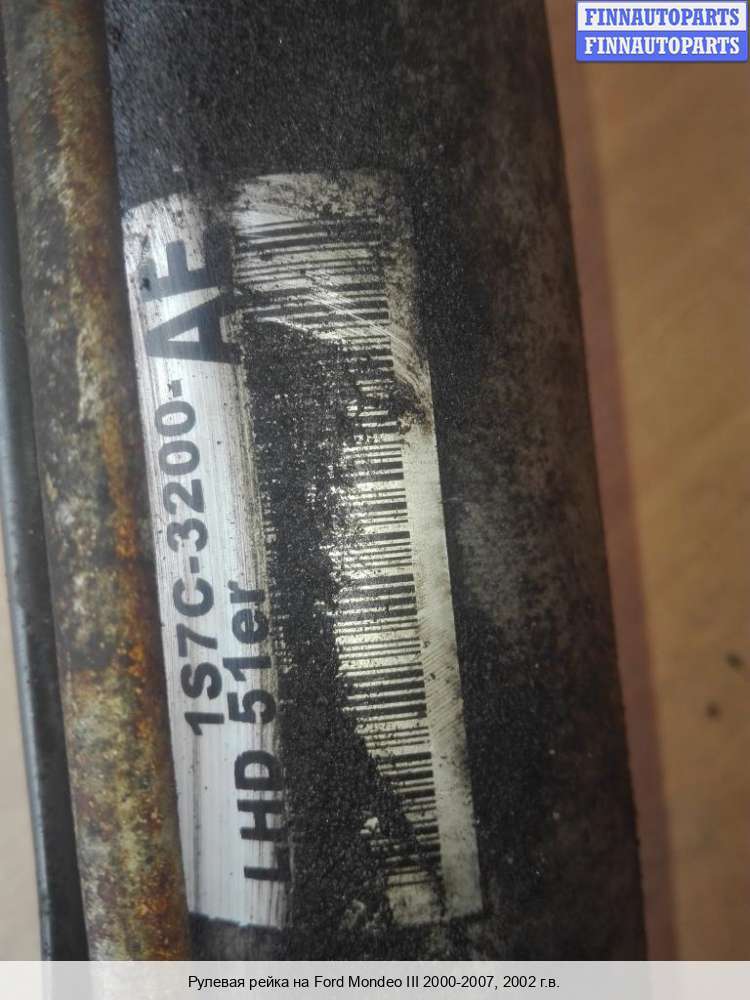 FINNAUTOPARTS
FINNAUTOPARTS
1S7C-3200-AF
LHD 51er
Рулевая рейка на Ford Mondeo III 2000-2007, 2002 г.в.